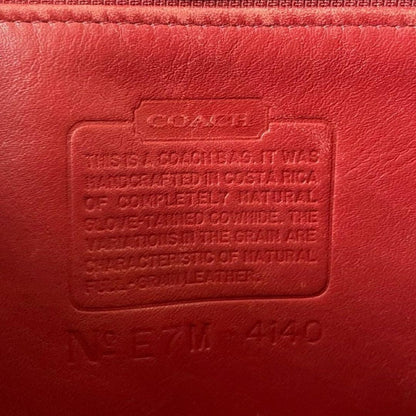 COACH
THIS IS A COACH BAG. IT WAS
HANDCRAFTED IN COSTA RICA
OF COMPLETELY NATURAL
GLOVE-TANNED COWHIDE. THE
VARIATIONS IN THE GRAIN ARE
CHARACTERISTIC OF NATURAL
FULL-GRAIN LEATHER.
No E7M-4140